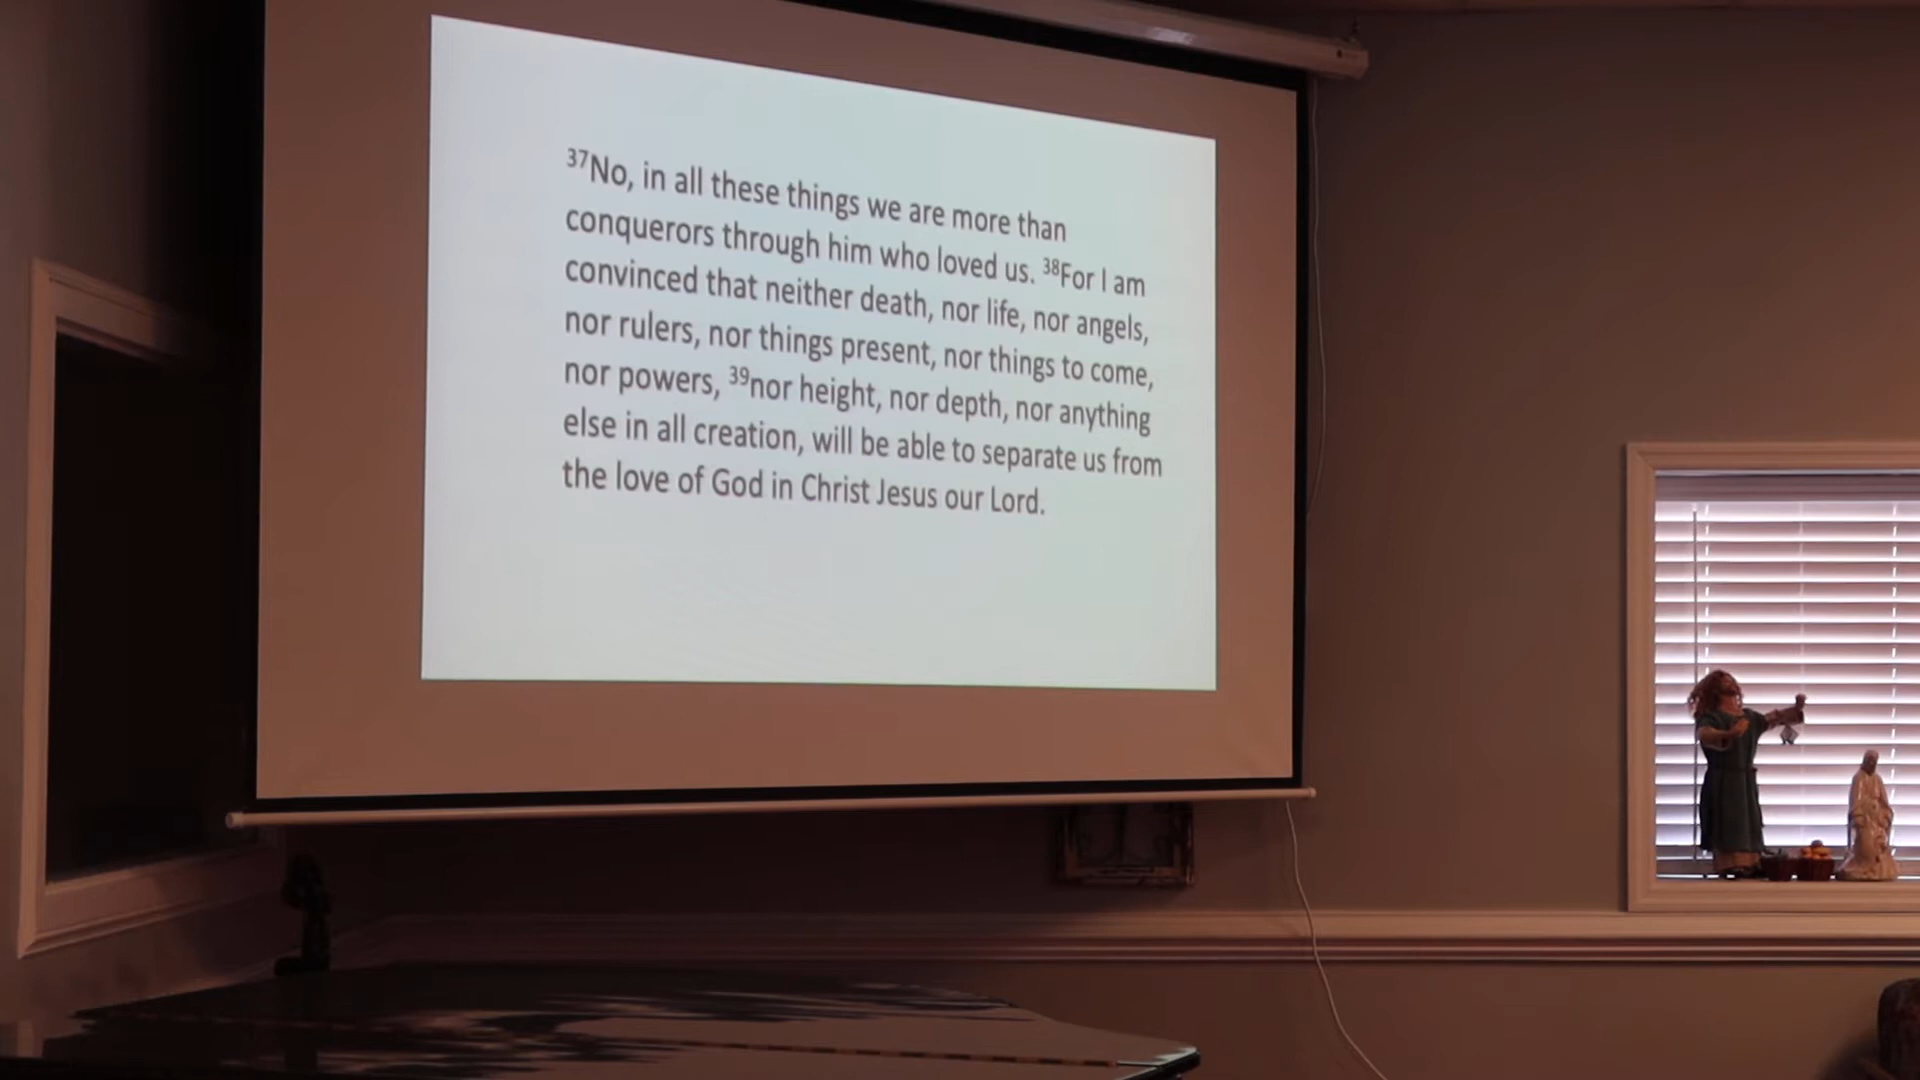 37No, in all these things we are more than
conquerors through him who loved us. 38For I am
convinced that neither death, nor life, nor angels,
nor rulers, nor things present, nor things to come,
nor powers, 39nor height, nor depth, nor anything
else in all creation, will be able to separate us from
the love of God in Christ Jesus our Lord.